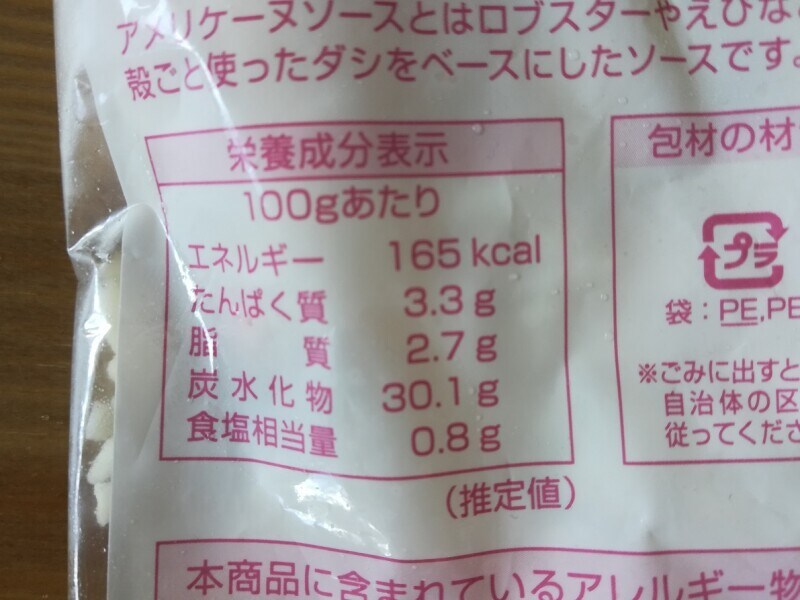 アメリケーヌソースとはロブスターやえびな
殻ごと使ったダシをベースにしたソースです。
栄養成分表示
100gあたり
エネルギー 165kcal
たんぱく質 3.3g
脂質 2.7g
炭水化物 30.1g
食塩相当量 0.8g
(推定値)
包材の材
プラ
袋：PE,PE
※ごみに出すと
自治体の区
従ってくださ
本商品に含まれているアレルギー物